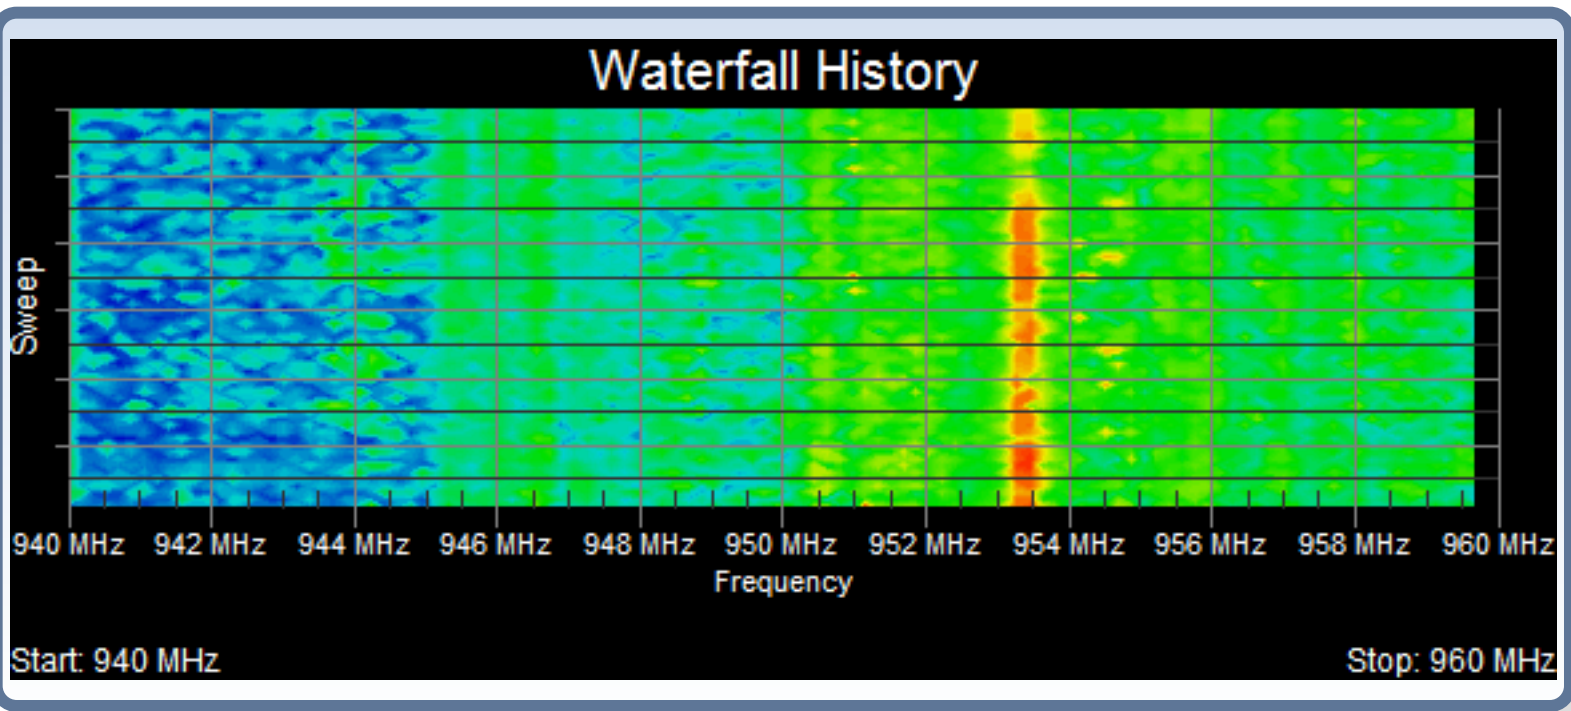 Waterfall History
Sweep
940 MHz 942 MHz 944 MHz 946 MHz 948 MHz 950 MHz 952 MHz 954 MHz 956 MHz 958 MHz 960 MHz
Frequency
Start: 940 MHz
Stop: 960 MHz